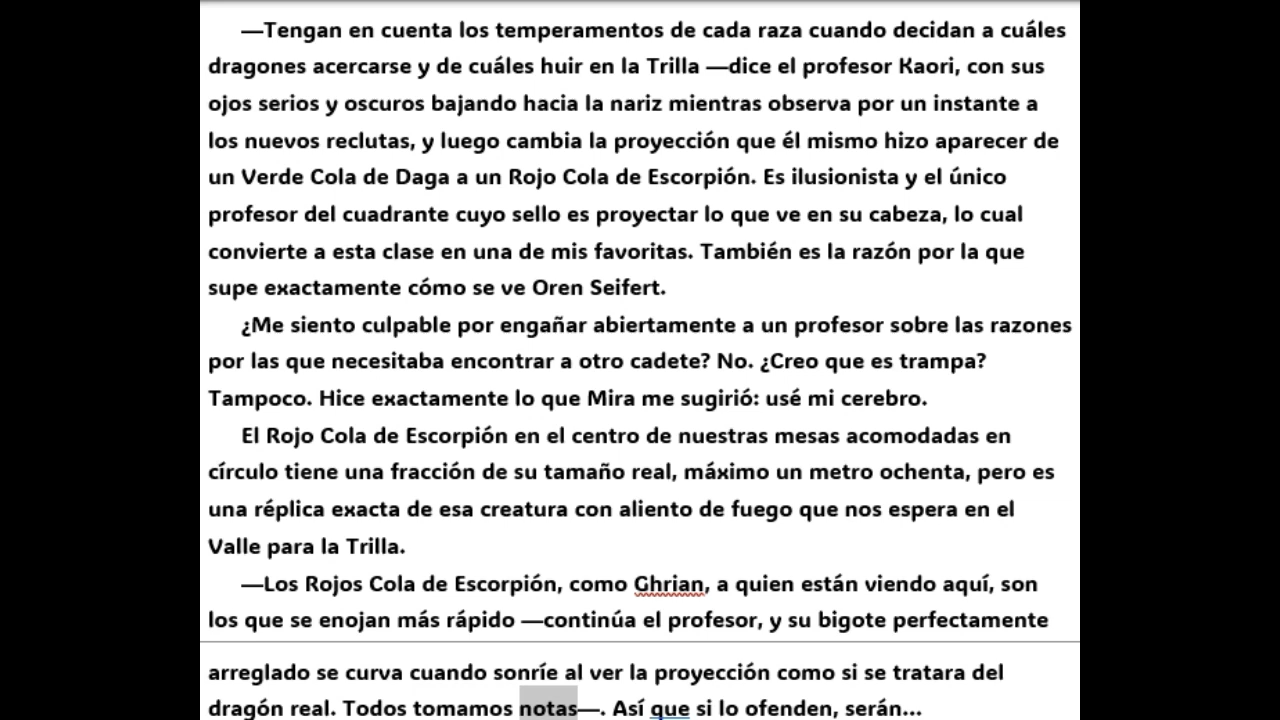 —Tengan en cuenta los temperamentos de cada raza cuando decidan a cuáles
dragones acercarse y de cuáles huir en la Trilla —dice el profesor Kaori, con sus
ojos serios y oscuros bajando hacia la nariz mientras observa por un instante a
los nuevos reclutas, y luego cambia la proyección que él mismo hizo aparecer de
un Verde Cola de Daga a un Rojo Cola de Escorpión. Es ilusionista y el único
profesor del cuadrante cuyo sello es proyectar lo que ve en su cabeza, lo cual
convierte a esta clase en una de mis favoritas. También es la razón por la que
supe exactamente cómo se ve Oren Seifert.
¿Me siento culpable por engañar abiertamente a un profesor sobre las razones
por las que necesitaba encontrar a otro cadete? No. ¿Creo que es trampa?
Tampoco. Hice exactamente lo que Mira me sugirió: usé mi cerebro.
El Rojo Cola de Escorpión en el centro de nuestras mesas acomodadas en
círculo tiene una fracción de su tamaño real, máximo un metro ochenta, pero es
una réplica exacta de esa creatura con aliento de fuego que nos espera en el
Valle para la Trilla.
—Los Rojos Cola de Escorpión, como Ghrian, a quien están viendo aquí, son
los que se enojan más rápido —continúa el profesor, y su bigote perfectamente
arreglado se curva cuando sonríe al ver la proyección como si se tratara del
dragón real. Todos tomamos notas—. Así que si lo ofenden, serán...